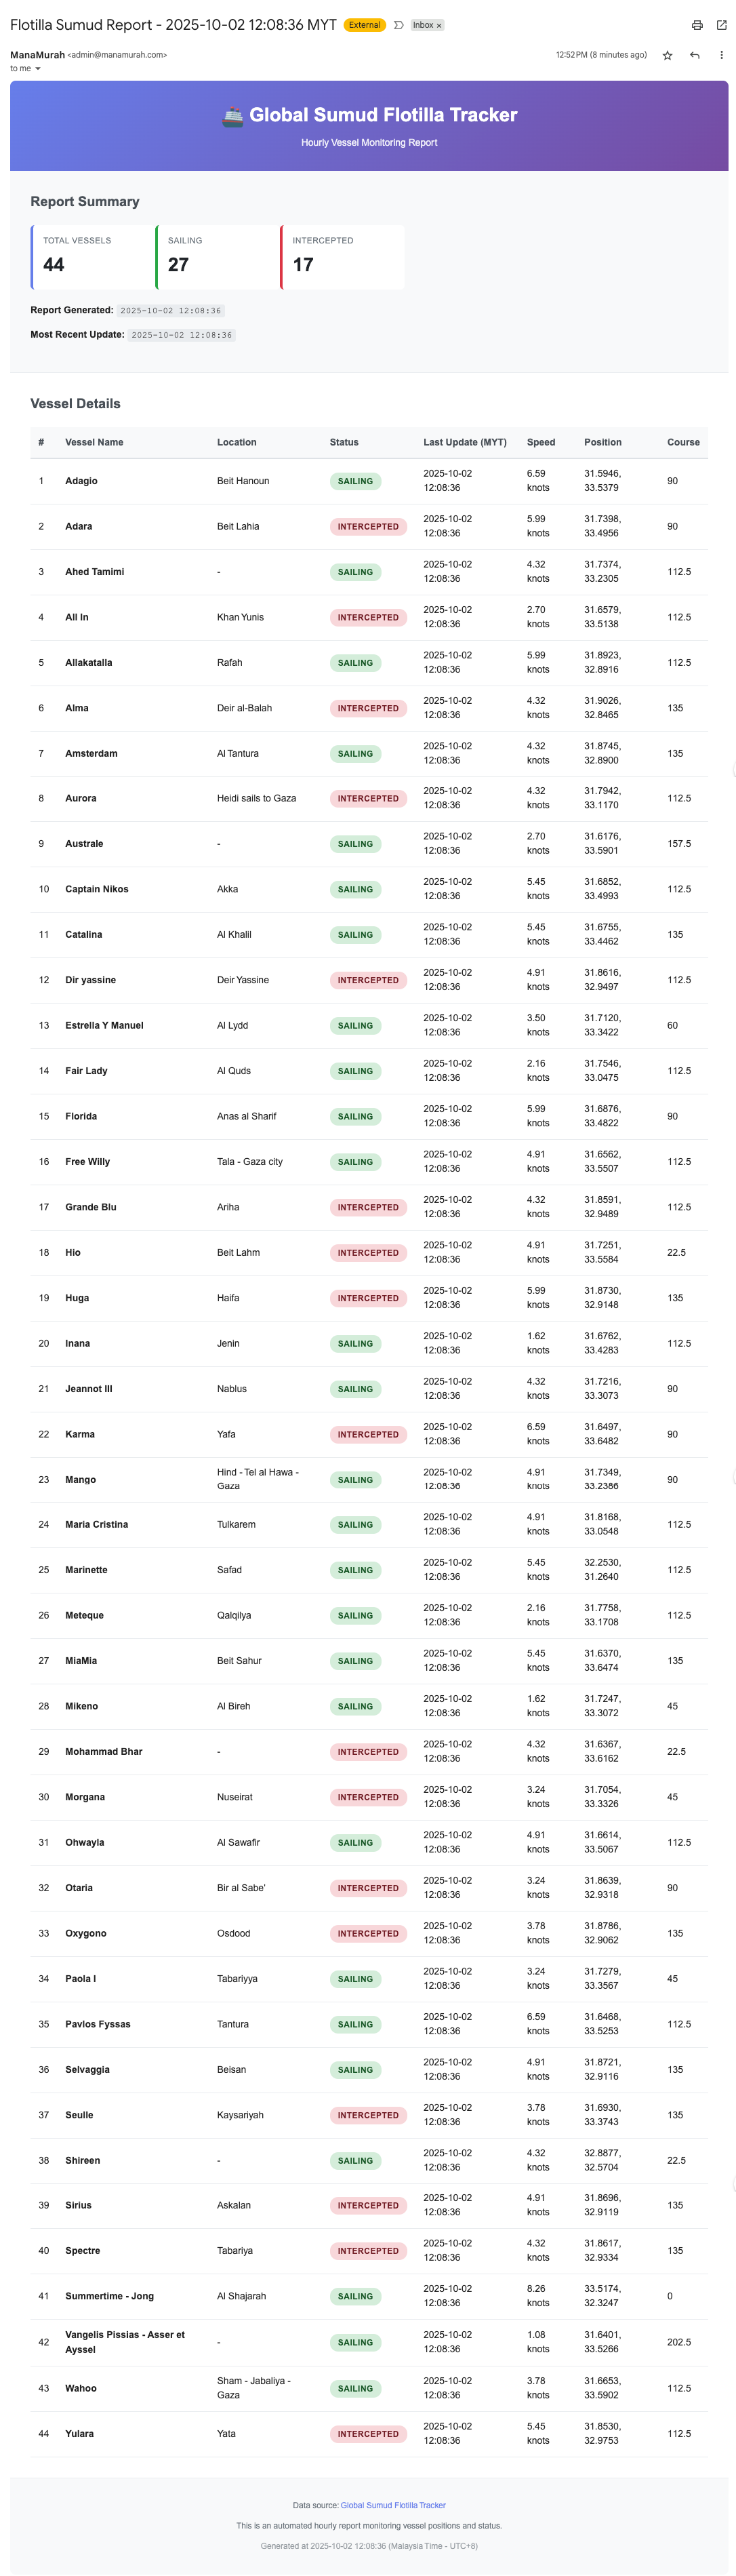 Flotilla Sumud Report - 2025-10-02 12:08:36 MYT External Inbox ×
ManaMurah <admin@manamurah.com> 12:52 PM (8 minutes ago)
to me
🚢 Global Sumud Flotilla Tracker
Hourly Vessel Monitoring Report
Report Summary
TOTAL VESSELS SAILING INTERCEPTED
44 27 17
Report Generated: 2025-10-02 12:08:36
Most Recent Update: 2025-10-02 12:08:36
Vessel Details
# Vessel Name Location Status Last Update (MYT) Speed Position Course
1 Adagio Beit Hanoun SAILING 2025-10-02 12:08:36 6.59 knots 31.5946, 33.5379 90
2 Adara Beit Lahia INTERCEPTED 2025-10-02 12:08:36 5.99 knots 31.7398, 33.4956 90
3 Ahed Tamimi - SAILING 2025-10-02 12:08:36 4.32 knots 31.7374, 33.2305 112.5
4 All In Khan Yunis INTERCEPTED 2025-10-02 12:08:36 2.70 knots 31.6579, 33.5138 112.5
5 Allakatalla Rafah SAILING 2025-10-02 12:08:36 5.99 knots 31.8923, 32.8916 112.5
6 Alma Deir al-Balah INTERCEPTED 2025-10-02 12:08:36 4.32 knots 31.9026, 32.8465 135
7 Amsterdam Al Tantura SAILING 2025-10-02 12:08:36 4.32 knots 31.8745, 32.8900 135
8 Aurora Heidi sails to Gaza INTERCEPTED 2025-10-02 12:08:36 4.32 knots 31.7942, 33.1170 112.5
9 Australe - SAILING 2025-10-02 12:08:36 2.70 knots 31.6176, 33.5901 157.5
10 Captain Nikos Akka SAILING 2025-10-02 12:08:36 5.45 knots 31.6852, 33.4993 112.5
11 Catalina Al Khalil SAILING 2025-10-02 12:08:36 5.45 knots 31.6755, 33.4462 135
12 Dir yassine Deir Yassine INTERCEPTED 2025-10-02 12:08:36 4.91 knots 31.8616, 32.9497 112.5
13 Estrella Y Manuel Al Lydd SAILING 2025-10-02 12:08:36 3.50 knots 31.7120, 33.3422 60
14 Fair Lady Al Quds SAILING 2025-10-02 12:08:36 2.16 knots 31.7546, 33.0475 112.5
15 Florida Anas al Sharif SAILING 2025-10-02 12:08:36 5.99 knots 31.6876, 33.4822 90
16 Free Willy Tala - Gaza city SAILING 2025-10-02 12:08:36 4.91 knots 31.6562, 33.5507 112.5
17 Grande Blu Ariha INTERCEPTED 2025-10-02 12:08:36 4.32 knots 31.8591, 32.9489 112.5
18 Hio Beit Lahm INTERCEPTED 2025-10-02 12:08:36 4.91 knots 31.7251, 33.5584 22.5
19 Huga Haifa INTERCEPTED 2025-10-02 12:08:36 5.99 knots 31.8730, 32.9148 135
20 Inana Jenin SAILING 2025-10-02 12:08:36 1.62 knots 31.6762, 33.4283 112.5
21 Jeannot III Nablus SAILING 2025-10-02 12:08:36 4.32 knots 31.7216, 33.3073 90
22 Karma Yafa INTERCEPTED 2025-10-02 12:08:36 6.59 knots 31.6497, 33.6482 90
23 Mango Hind - Tel al Hawa - Gaza SAILING 2025-10-02 12:08:36 4.91 knots 31.7349, 33.2386 90
24 Maria Cristina Tulkarem SAILING 2025-10-02 12:08:36 4.91 knots 31.8168, 33.0548 112.5
25 Marinette Safad SAILING 2025-10-02 12:08:36 5.45 knots 32.2530, 31.2640 112.5
26 Meteque Qalqilya SAILING 2025-10-02 12:08:36 2.16 knots 31.7758, 33.1708 112.5
27 MiaMia Beit Sahur SAILING 2025-10-02 12:08:36 5.45 knots 31.6370, 33.6474 135
28 Mikeno Al Bireh SAILING 2025-10-02 12:08:36 1.62 knots 31.7247, 33.3072 45
29 Mohammad Bhar - INTERCEPTED 2025-10-02 12:08:36 4.32 knots 31.6367, 33.6162 22.5
30 Morgana Nuseirat INTERCEPTED 2025-10-02 12:08:36 3.24 knots 31.7054, 33.3326 45
31 Ohwayla Al Sawafir SAILING 2025-10-02 12:08:36 4.91 knots 31.6614, 33.5067 112.5
32 Otaria Bir al Sabe' INTERCEPTED 2025-10-02 12:08:36 3.24 knots 31.8639, 32.9318 90
33 Oxygono Osdood INTERCEPTED 2025-10-02 12:08:36 3.78 knots 31.8786, 32.9062 135
34 Paola I Tabariyya SAILING 2025-10-02 12:08:36 3.24 knots 31.7279, 33.3567 45
35 Pavlos Fyssas Tantura SAILING 2025-10-02 12:08:36 6.59 knots 31.6468, 33.5253 112.5
36 Selvaggia Beisan SAILING 2025-10-02 12:08:36 4.91 knots 31.8721, 32.9116 135
37 Seulle Kaysariyah INTERCEPTED 2025-10-02 12:08:36 3.78 knots 31.6930, 33.3743 135
38 Shireen - SAILING 2025-10-02 12:08:36 4.32 knots 32.8877, 32.5704 22.5
39 Sirius Askalan INTERCEPTED 2025-10-02 12:08:36 4.91 knots 31.8696, 32.9119 135
40 Spectre Tabariya INTERCEPTED 2025-10-02 12:08:36 4.32 knots 31.8617, 32.9334 135
41 Summertime - Jong Al Shajarah SAILING 2025-10-02 12:08:36 8.26 knots 33.5174, 32.3247 0
42 Vangelis Pissias - Asser et Ayssel - SAILING 2025-10-02 12:08:36 1.08 knots 31.6401, 33.5266 202.5
43 Wahoo Sham - Jabaliya - Gaza SAILING 2025-10-02 12:08:36 3.78 knots 31.6653, 33.5902 112.5
44 Yulara Yata INTERCEPTED 2025-10-02 12:08:36 5.45 knots 31.8530, 32.9753 112.5
Data source: Global Sumud Flotilla Tracker
This is an automated hourly report monitoring vessel positions and status.
Generated at 2025-10-02 12:08:36 (Malaysia Time - UTC+8)